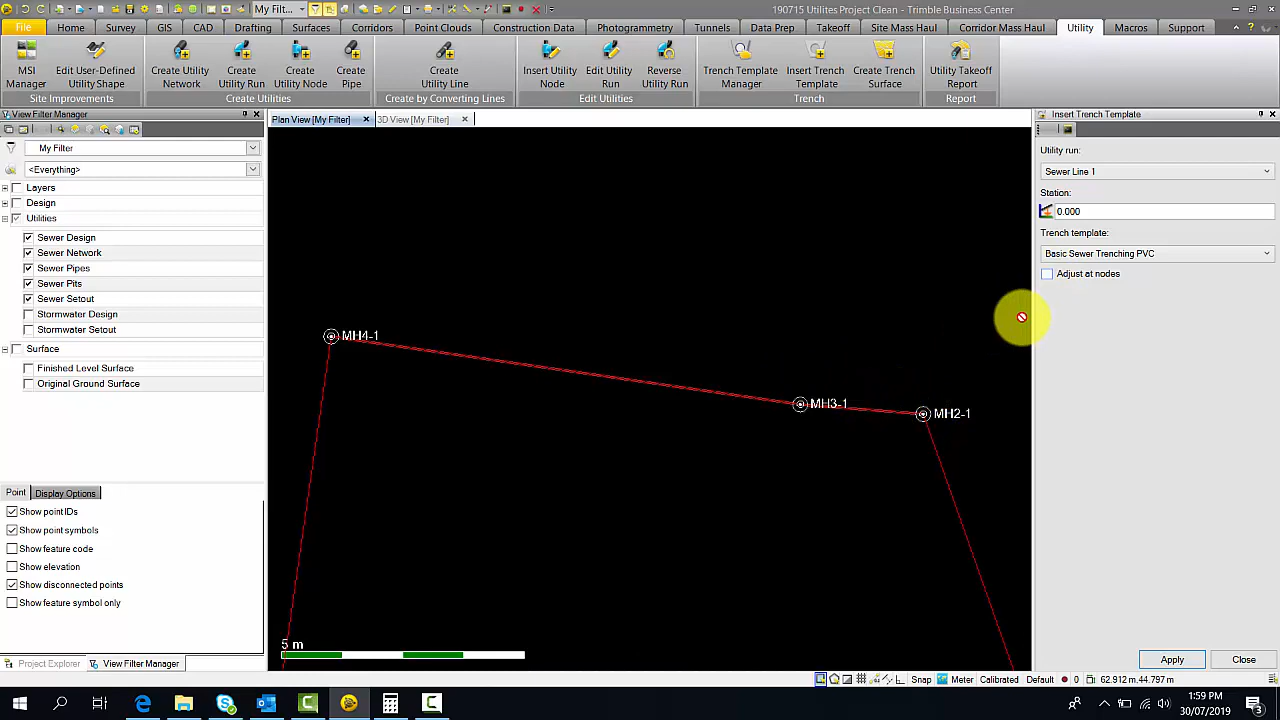 My Filt...
190715 Utilites Project Clean - Trimble Business Center
File Home Survey GIS CAD Drafting Surfaces Corridors Point Clouds Construction Data Photogrammetry Tunnels Data Prep Takeoff Site Mass Haul Corridor Mass Haul Utility Macros Support
MSI Manager
Edit User-Defined Utility Shape
Create Utility Network
Create Utility Run
Create Utility Node
Create Pipe
Create Utility Line
Insert Utility Node
Edit Utility Run
Reverse Utility Run
Trench Template Manager
Insert Trench Template
Create Trench Surface
Utility Takeoff Report
Site Improvements
Create Utilities
Create by Converting Lines
Edit Utilities
Trench
Report
View Filter Manager
My Filter
<Everything>
Layers
Design
Utilities
Sewer Design
Sewer Network
Sewer Pipes
Sewer Pits
Sewer Setout
Stormwater Design
Stormwater Setout
Surface
Finished Level Surface
Original Ground Surface
Point Display Options
Show point IDs
Show point symbols
Show feature code
Show elevation
Show disconnected points
Show feature symbol only
Project Explorer View Filter Manager
Plan View [My Filter] 3D View [My Filter]
MH4-1
MH3-1
MH2-1
5 m
Insert Trench Template
Utility run:
Sewer Line 1
Station:
0.000
Trench template:
Basic Sewer Trenching PVC
Adjust at nodes
Apply Close
Snap Meter Calibrated Default 0 62.912 m,44.797 m
1:59 PM
30/07/2019
3